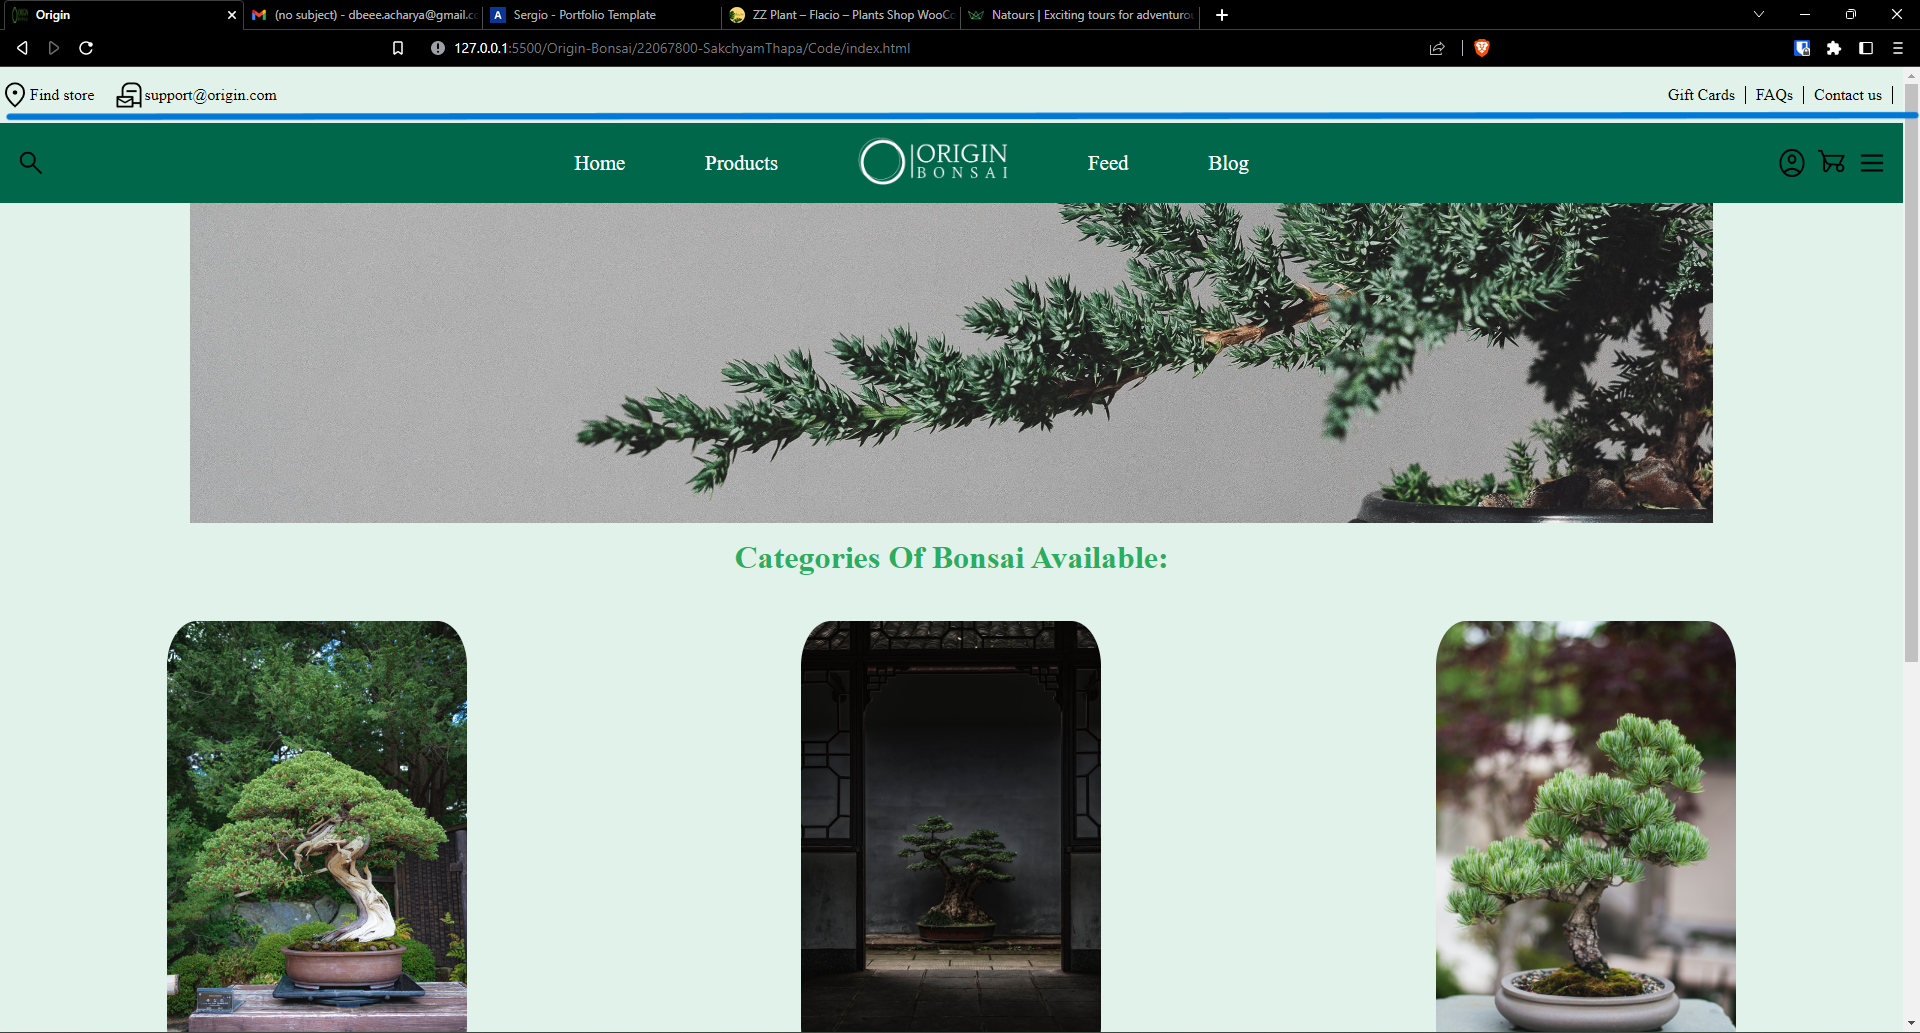 Origin
(no subject) - dbeee.acharya@gmail.c
Sergio - Portfolio Template
ZZ Plant – Flacio – Plants Shop WooCo
Natours | Exciting tours for adventurou
127.0.0.1:5500/Origin-Bonsai/22067800-SakchyamThapa/Code/index.html
Find store
support@origin.com
Gift Cards
FAQs
Contact us
Home
Products
ORIGIN
BONSAI
Feed
Blog
Categories Of Bonsai Available: